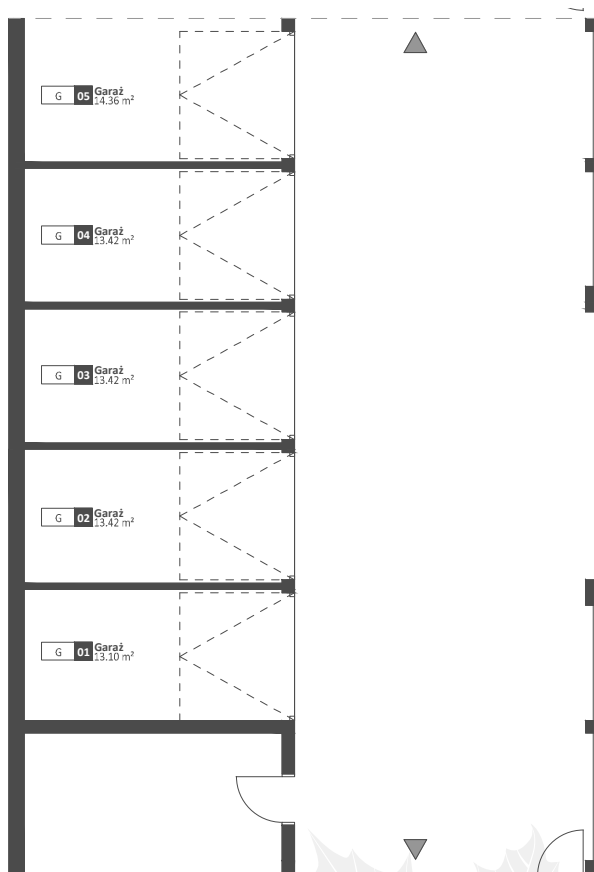 G 05 Garaż
14.36 m²
G 04 Garaż
13.42 m²
G 03 Garaż
13.42 m²
G 02 Garaż
13.42 m²
G 01 Garaż
13.10 m²